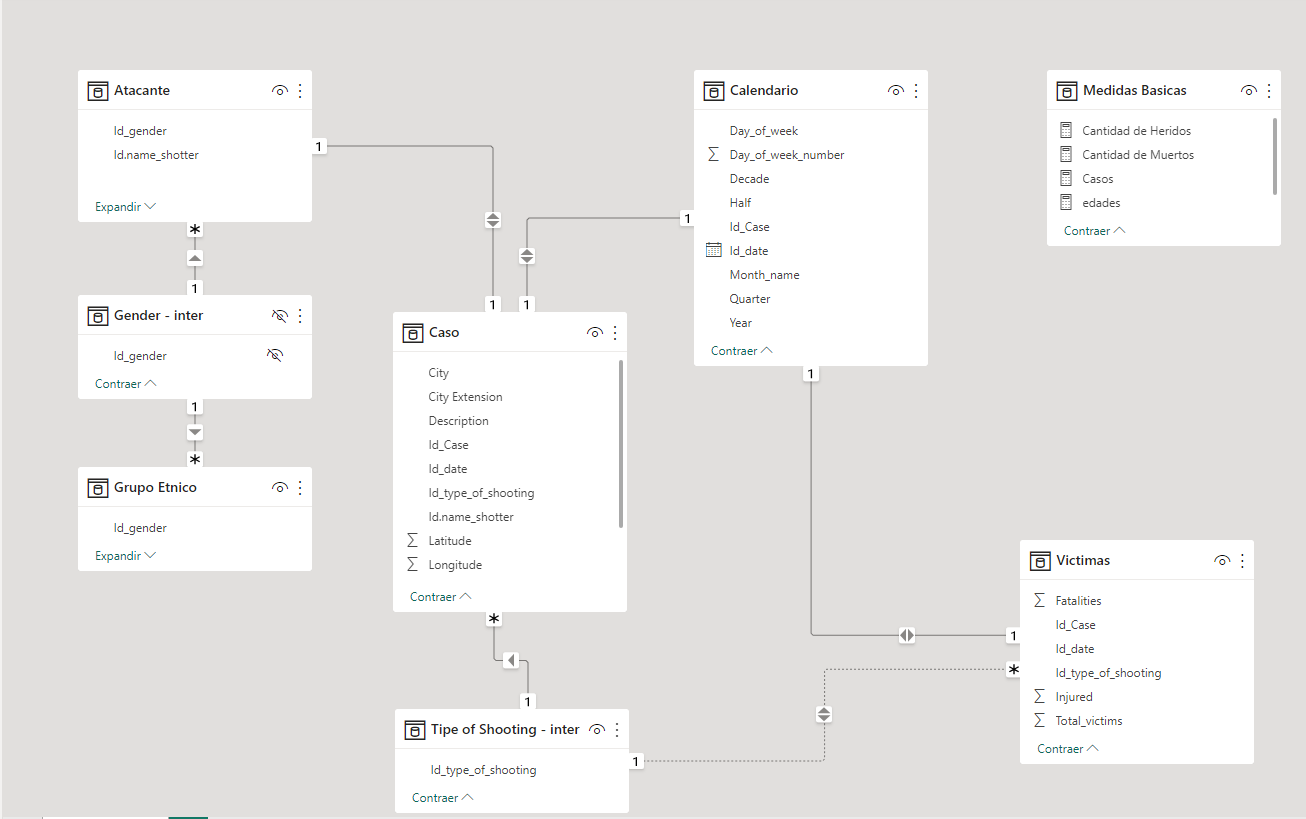 Atacante
Id_gender
Id.name_shotter
Expandir
1
*
1
Gender - inter
Id_gender
Contraer
1
*
Grupo Etnico
Id_gender
Expandir
1
1
Caso
City
City Extension
Description
Id_Case
Id_date
Id_type_of_shooting
Id.name_shotter
Σ Latitude
Σ Longitude
Contraer
*
1
Tipe of Shooting - inter
Id_type_of_shooting
Contraer
1
1
Calendario
Day_of_week
Σ Day_of_week_number
Decade
Half
Id_Case
Id_date
Month_name
Quarter
Year
Contraer
1
Medidas Basicas
Cantidad de Heridos
Cantidad de Muertos
Casos
edades
Contraer
1
*
Victimas
Σ Fatalities
Id_Case
Id_date
Id_type_of_shooting
Σ Injured
Σ Total_victims
Contraer